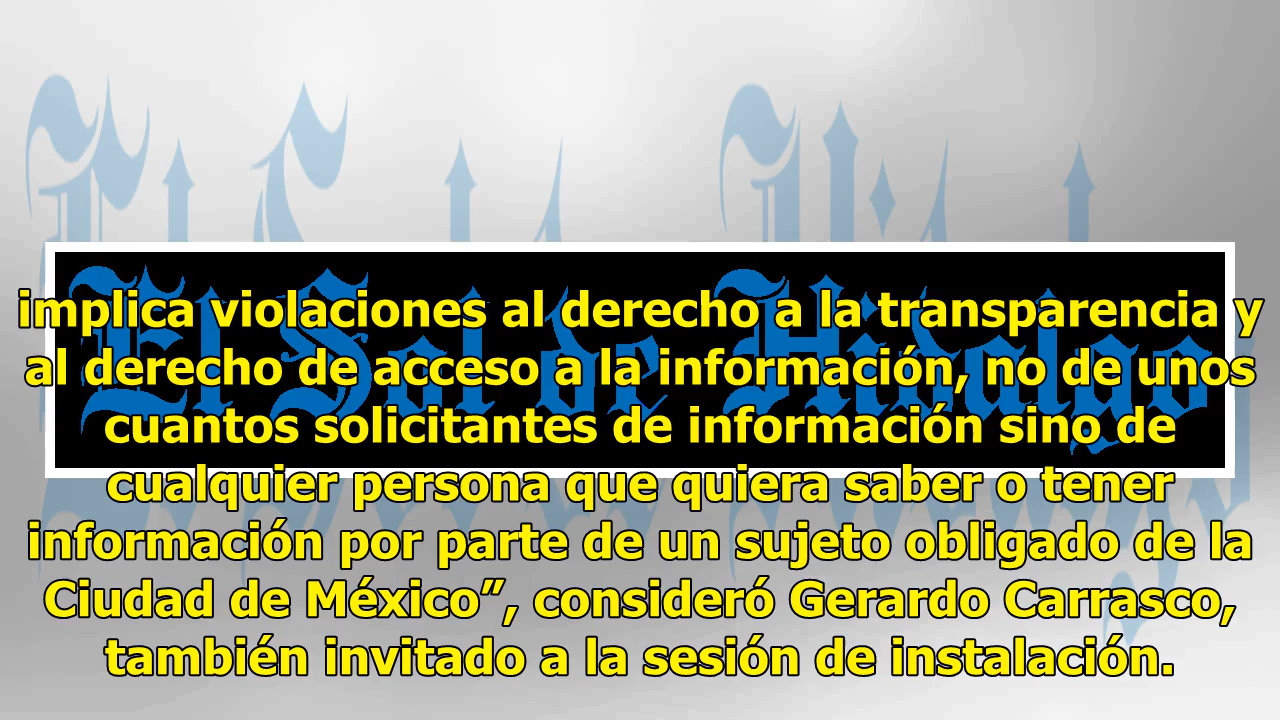 El Sol de Hidalgo
implica violaciones al derecho a la transparencia y
al derecho de acceso a la información, no de unos
cuantos solicitantes de información sino de
cualquier persona que quiera saber o tener
información por parte de un sujeto obligado de la
Ciudad de México”, consideró Gerardo Carrasco,
también invitado a la sesión de instalación.